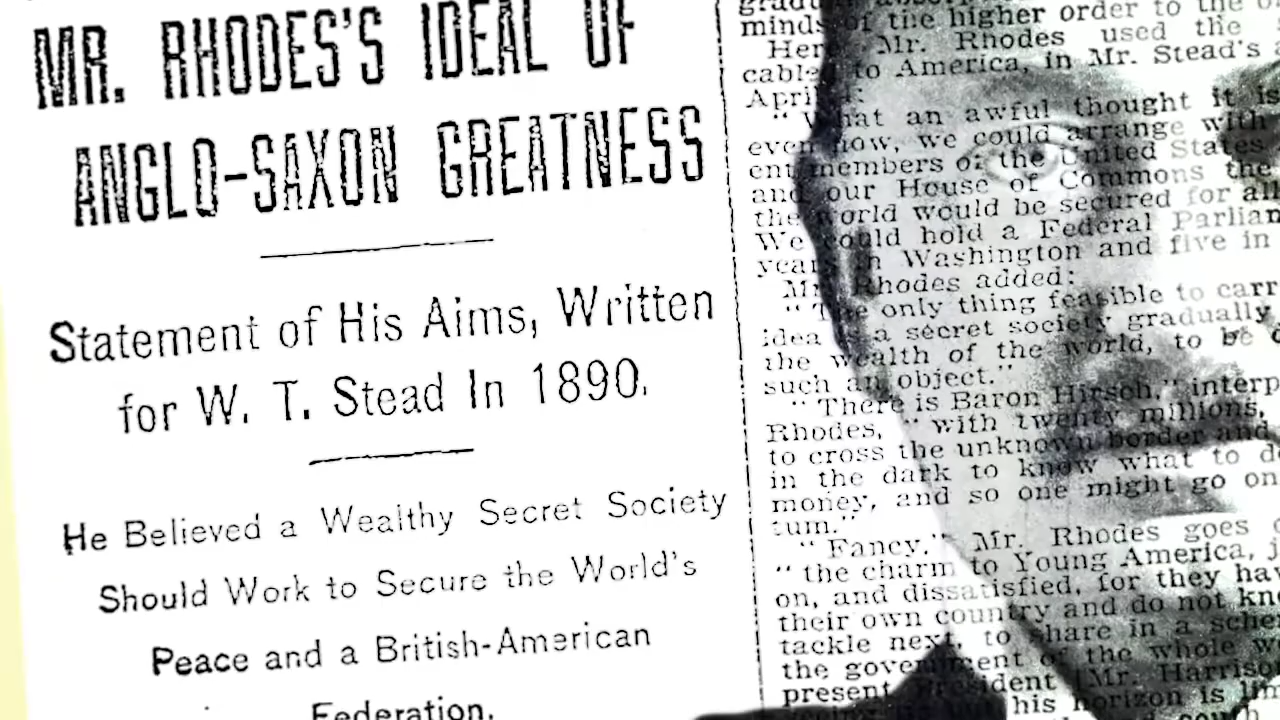 MR. RHODES'S IDEAL OF
ANGLO-SAXON GREATNESS
Statement of His Aims, Written
for W. T. Stead In 1890.
He Believed a Wealthy Secret Society
Should Work to Secure the World's
Peace and a British-American
Federation.
minds of the higher order to the
Here Mr. Rhodes used the
cabled to America, in Mr. Stead's
April 4:
"What an awful thought it is
even now, we could arrange with
ent members of the United States
and our House of Commons the
the world would be secured for all
We could hold a Federal Parliam
years in Washington and five in
Mr. Rhodes added:
"The only thing feasible to carr
idea is a secret society gradually
the wealth of the world, to be
such an object."
"There is Baron Hirsch," interp
Rhodes, "with twenty millions,
to cross the unknown border and
in the dark to know what to do
money, and so one might go on
tum."
"Fancy," Mr. Rhodes goes
"the charm to Young America, j
on, and dissatisfied, for they hav
their own country and do not kno
tackle next, to share in a schem
the government of the whole w
present President [Mr. Harriso
his horizon is lim